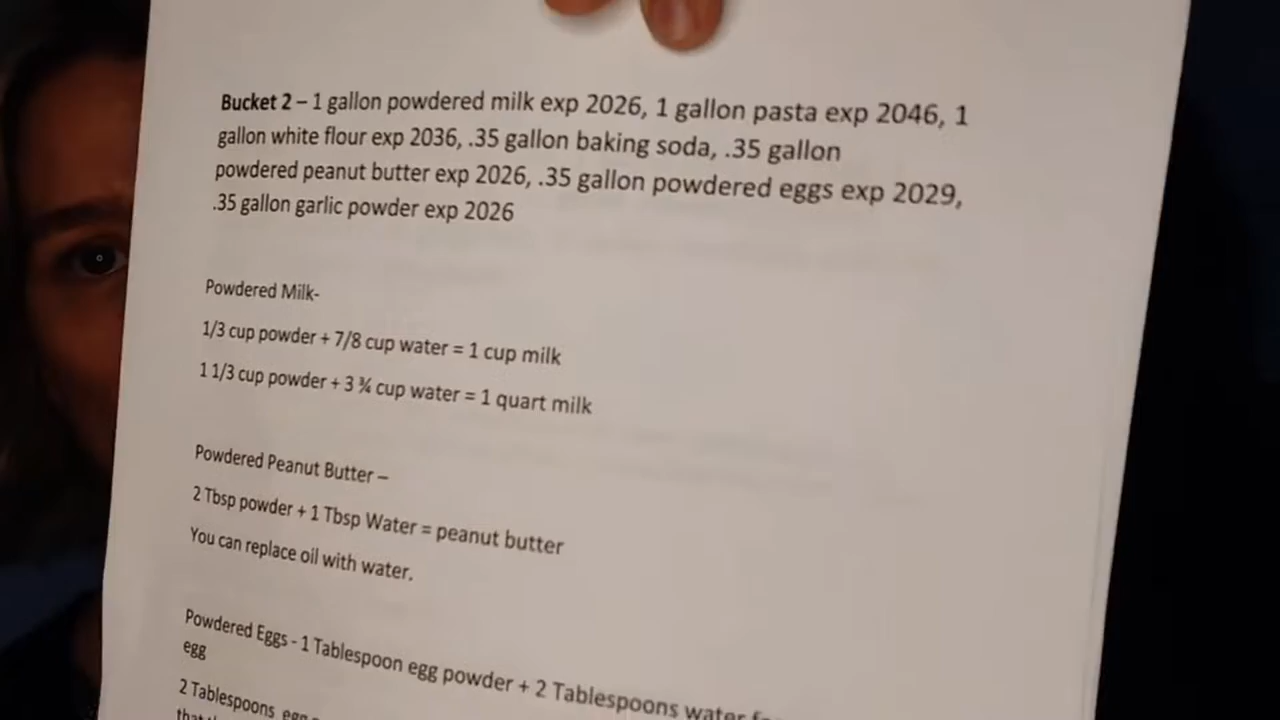 Bucket 2 – 1 gallon powdered milk exp 2026, 1 gallon pasta exp 2046, 1
gallon white flour exp 2036, .35 gallon baking soda, .35 gallon
powdered peanut butter exp 2026, .35 gallon powdered eggs exp 2029,
.35 gallon garlic powder exp 2026
Powdered Milk-
1/3 cup powder + 7/8 cup water = 1 cup milk
1 1/3 cup powder + 3 ¾ cup water = 1 quart milk
Powdered Peanut Butter –
2 Tbsp powder + 1 Tbsp Water = peanut butter
You can replace oil with water.
Powdered Eggs - 1 Tablespoon egg powder + 2 Tablespoons water
egg
2 Tablespoons